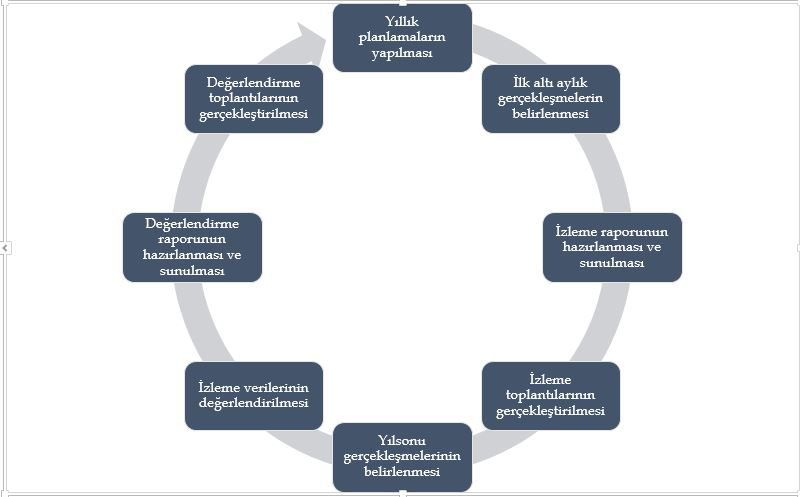 Yıllık
planlamaların
yapılması
İlk altı aylık
gerçekleşmelerin
belirlenmesi
İzleme raporunun
hazırlanması ve
sunulması
İzleme
toplantılarının
gerçekleştirilmesi
Yılsonu
gerçekleşmelerinin
belirlenmesi
İzleme verilerinin
değerlendirilmesi
Değerlendirme
raporunun
hazırlanması ve
sunulması
Değerlendirme
toplantılarının
gerçekleştirilmesi